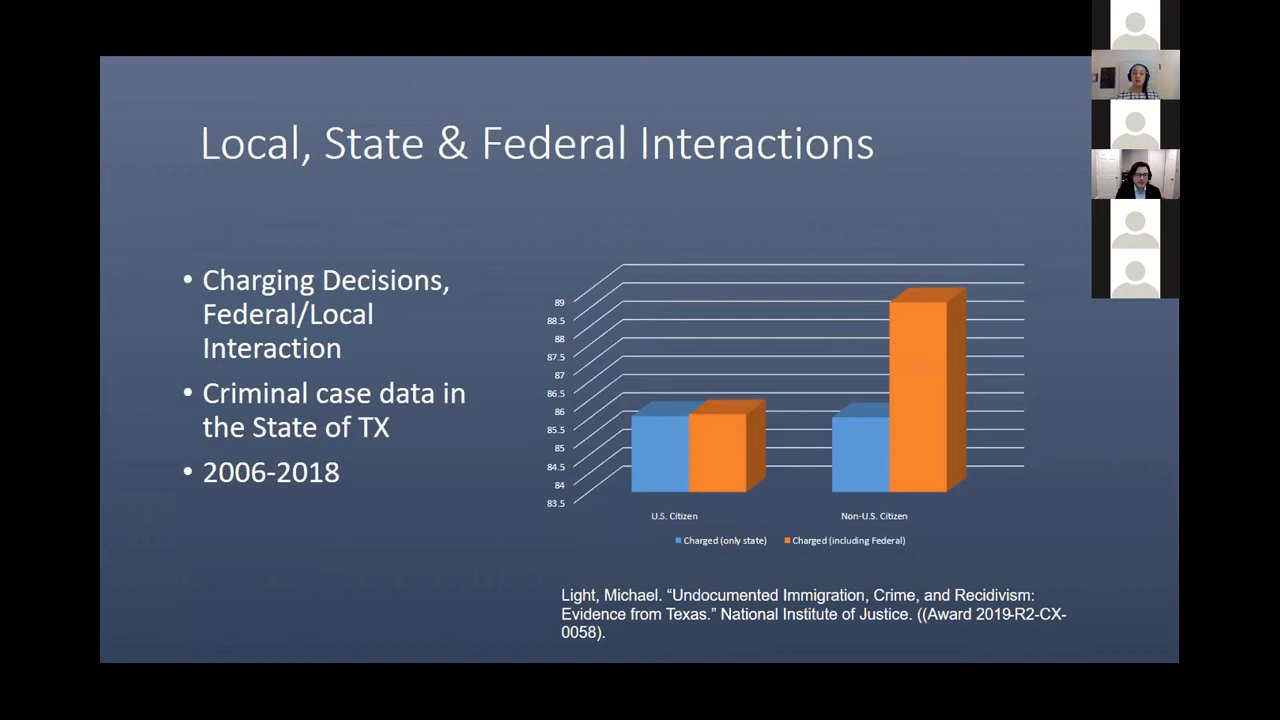 Local, State & Federal Interactions
• Charging Decisions,
Federal/Local
Interaction
• Criminal case data in
the State of TX
• 2006-2018
89
88.5
88
87.5
87
86.5
86
85.5
85
84.5
84
83.5
U.S. Citizen
Non-U.S. Citizen
Charged (only state)
Charged (including Federal)
Light, Michael. “Undocumented Immigration, Crime, and Recidivism:
Evidence from Texas.” National Institute of Justice. ((Award 2019-R2-CX-
0058).